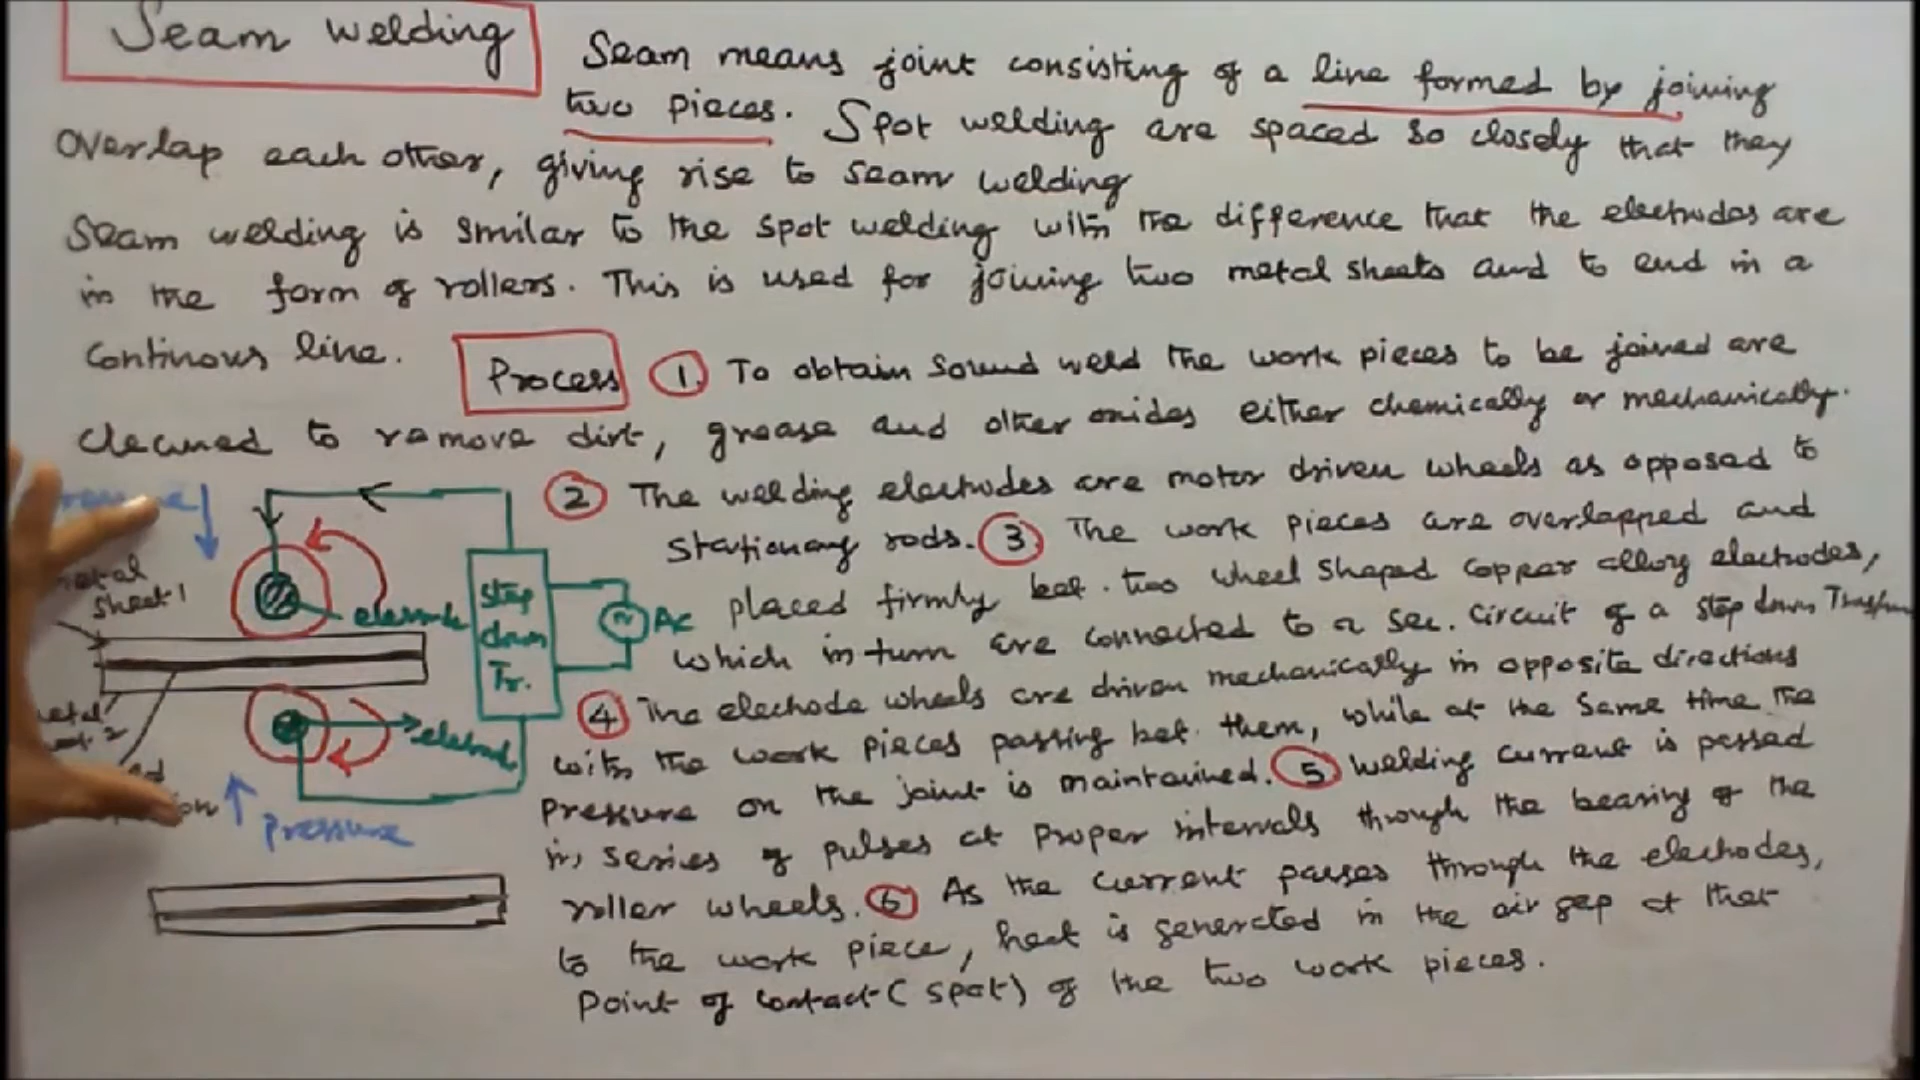 Seam welding
Seam means joint consisting of a line formed by joining
two pieces. Spot welding are spaced so closely that they
overlap each other, giving rise to seam welding
Seam welding is similar to the spot welding with the difference that the electrodes are
in the form of rollers. This is used for joining two metal sheets and to end in a
continous line.
Process
1. To obtain sound weld the work pieces to be joined are
cleaned to remove dirt, grease and other oxides either chemically or mechanically.
2 The welding electrodes are motor driven wheels as opposed to
stationary rods. 3 The work pieces are overlapped and
placed firmly bet. two wheel shaped copper alloy electrodes,
which in turn are connected to a sec. circuit of a step down
4 The electrode wheels are driven mechanically in opposite directions
with the work pieces passing bet. them, while at the same time the
pressure on the joint is maintained. 5 Welding current is passed
in series of pulses at proper intervals through the bearing of the
roller wheels. 6 As the current passes through the electrodes,
to the work piece, heat is generated in the air gap at that
point of contact (spot) of the two work pieces.
sheet 1
electrode
step
down
Tr.
~
AC
electrode
pressure